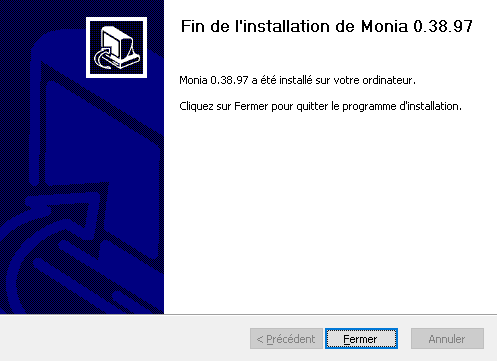 Fin de l'installation de Monia 0.38.97
Monia 0.38.97 a été installé sur votre ordinateur.
Cliquez sur Fermer pour quitter le programme d'installation.
< Précédent
Fermer
Annuler